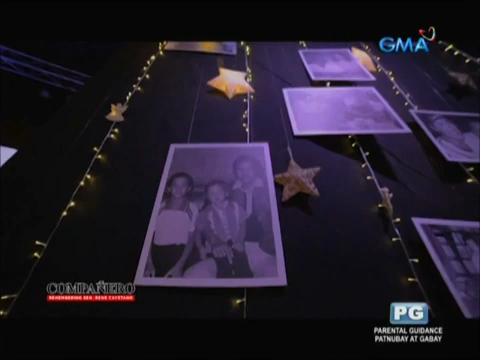 GMA
COMPAÑERO
REMEMBERING SEN. RENE CAYETANO
PG
PARENTAL GUIDANCE
PATNUBAY AT GABAY